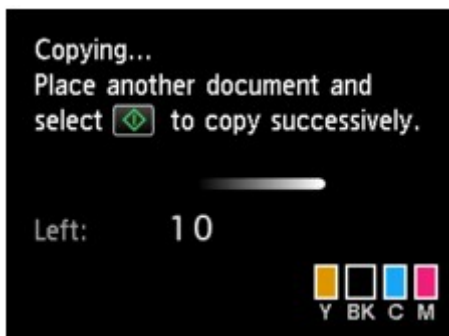 Copying...
Place another document and
select to copy successively.
Left: 10
Y BK C M